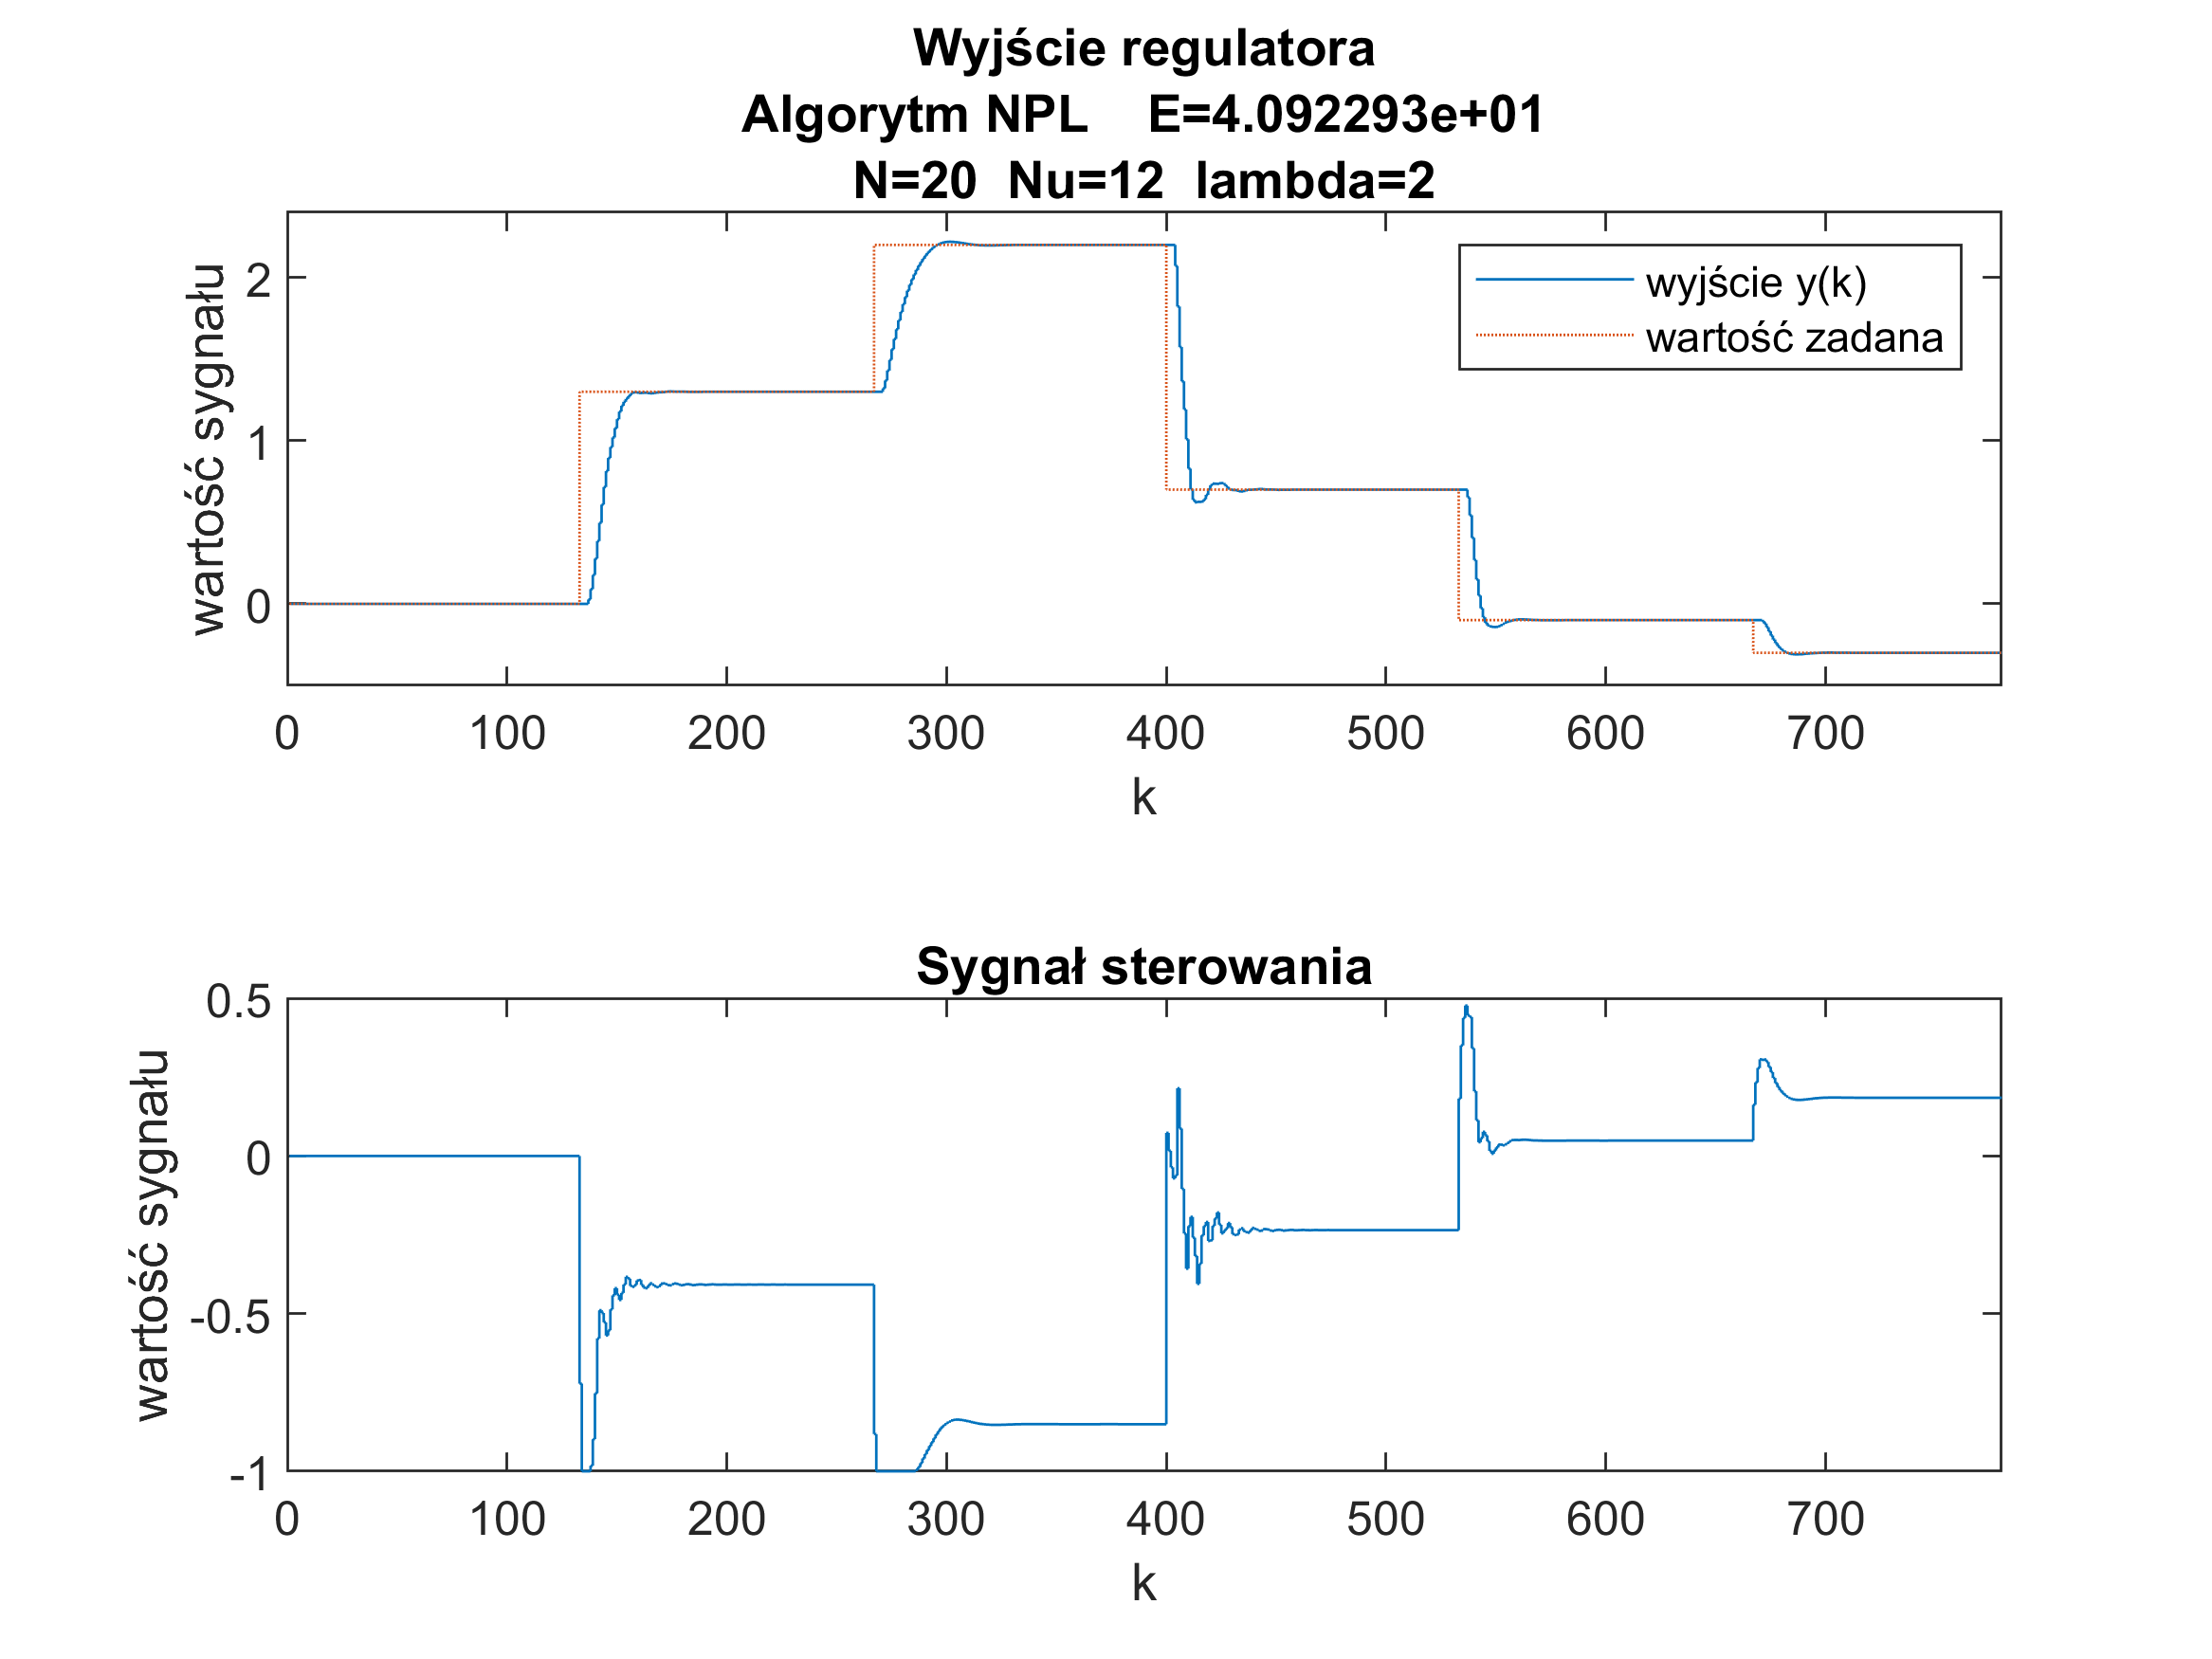 Wyjście regulatora
Algorytm NPL E=4.092293e+01
N=20 Nu=12 lambda=2
wartość sygnału
2
1
0
wyjście y(k)
wartość zadana
0 100 200 300 400 500 600 700
k
Sygnał sterowania
wartość sygnału
0.5
0
-0.5
-1
0 100 200 300 400 500 600 700
k